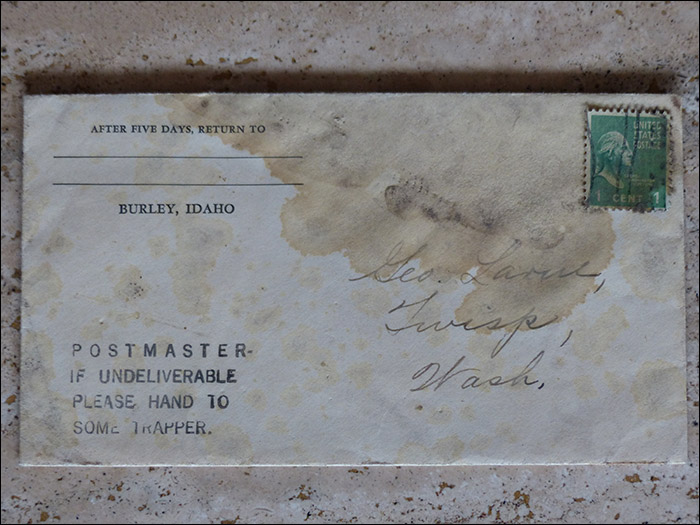 AFTER FIVE DAYS, RETURN TO
BURLEY, IDAHO
UNITED
STATES
POSTAGE
1 CENT 1
Geo.
Twisp,
Wash.
POSTMASTER-
IF UNDELIVERABLE
PLEASE HAND TO
SOME TRAPPER.